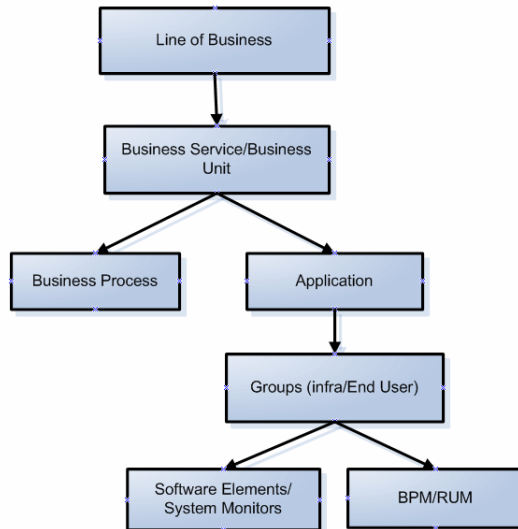 Line of Business
Business Service/Business
Unit
Business Process
Application
Groups (infra/End User)
Software Elements/
System Monitors
BPM/RUM